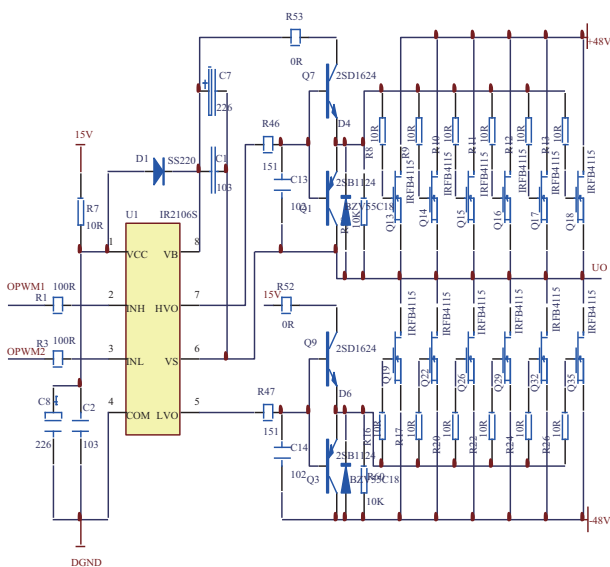 R53
+48V
0R
Q7
2SD1624
C7
226
D4
R46
15V
D1
SS220
C1
103
151
C13
102
2SB1124
Q1
BZV55C18
10K
R7
10R
U1
IR2106S
1
VCC
VB
8
R8
10R
R9
10R
R10
10R
R11
10R
R12
10R
R13
10R
Q13
IRFB4115
Q14
IRFB4115
Q15
IRFB4115
Q16
IRFB4115
Q17
IRFB4115
Q18
IRFB4115
UO
OPWM1
100R
R1
2
INH
HVO
7
15V
R52
0R
OPWM2
100R
R3
3
INL
VS
6
Q9
2SD1624
D6
IRFB4115
IRFB4115
IRFB4115
IRFB4115
IRFB4115
IRFB4115
Q19
Q22
Q26
Q29
Q32
Q35
C8
226
C2
103
4
COM
LVO
5
R47
151
C14
102
2SB1124
Q3
BZV55C18
R60
10K
R16
10R
R17
10R
R20
10R
R22
10R
R24
10R
R26
10R
-48V
DGND